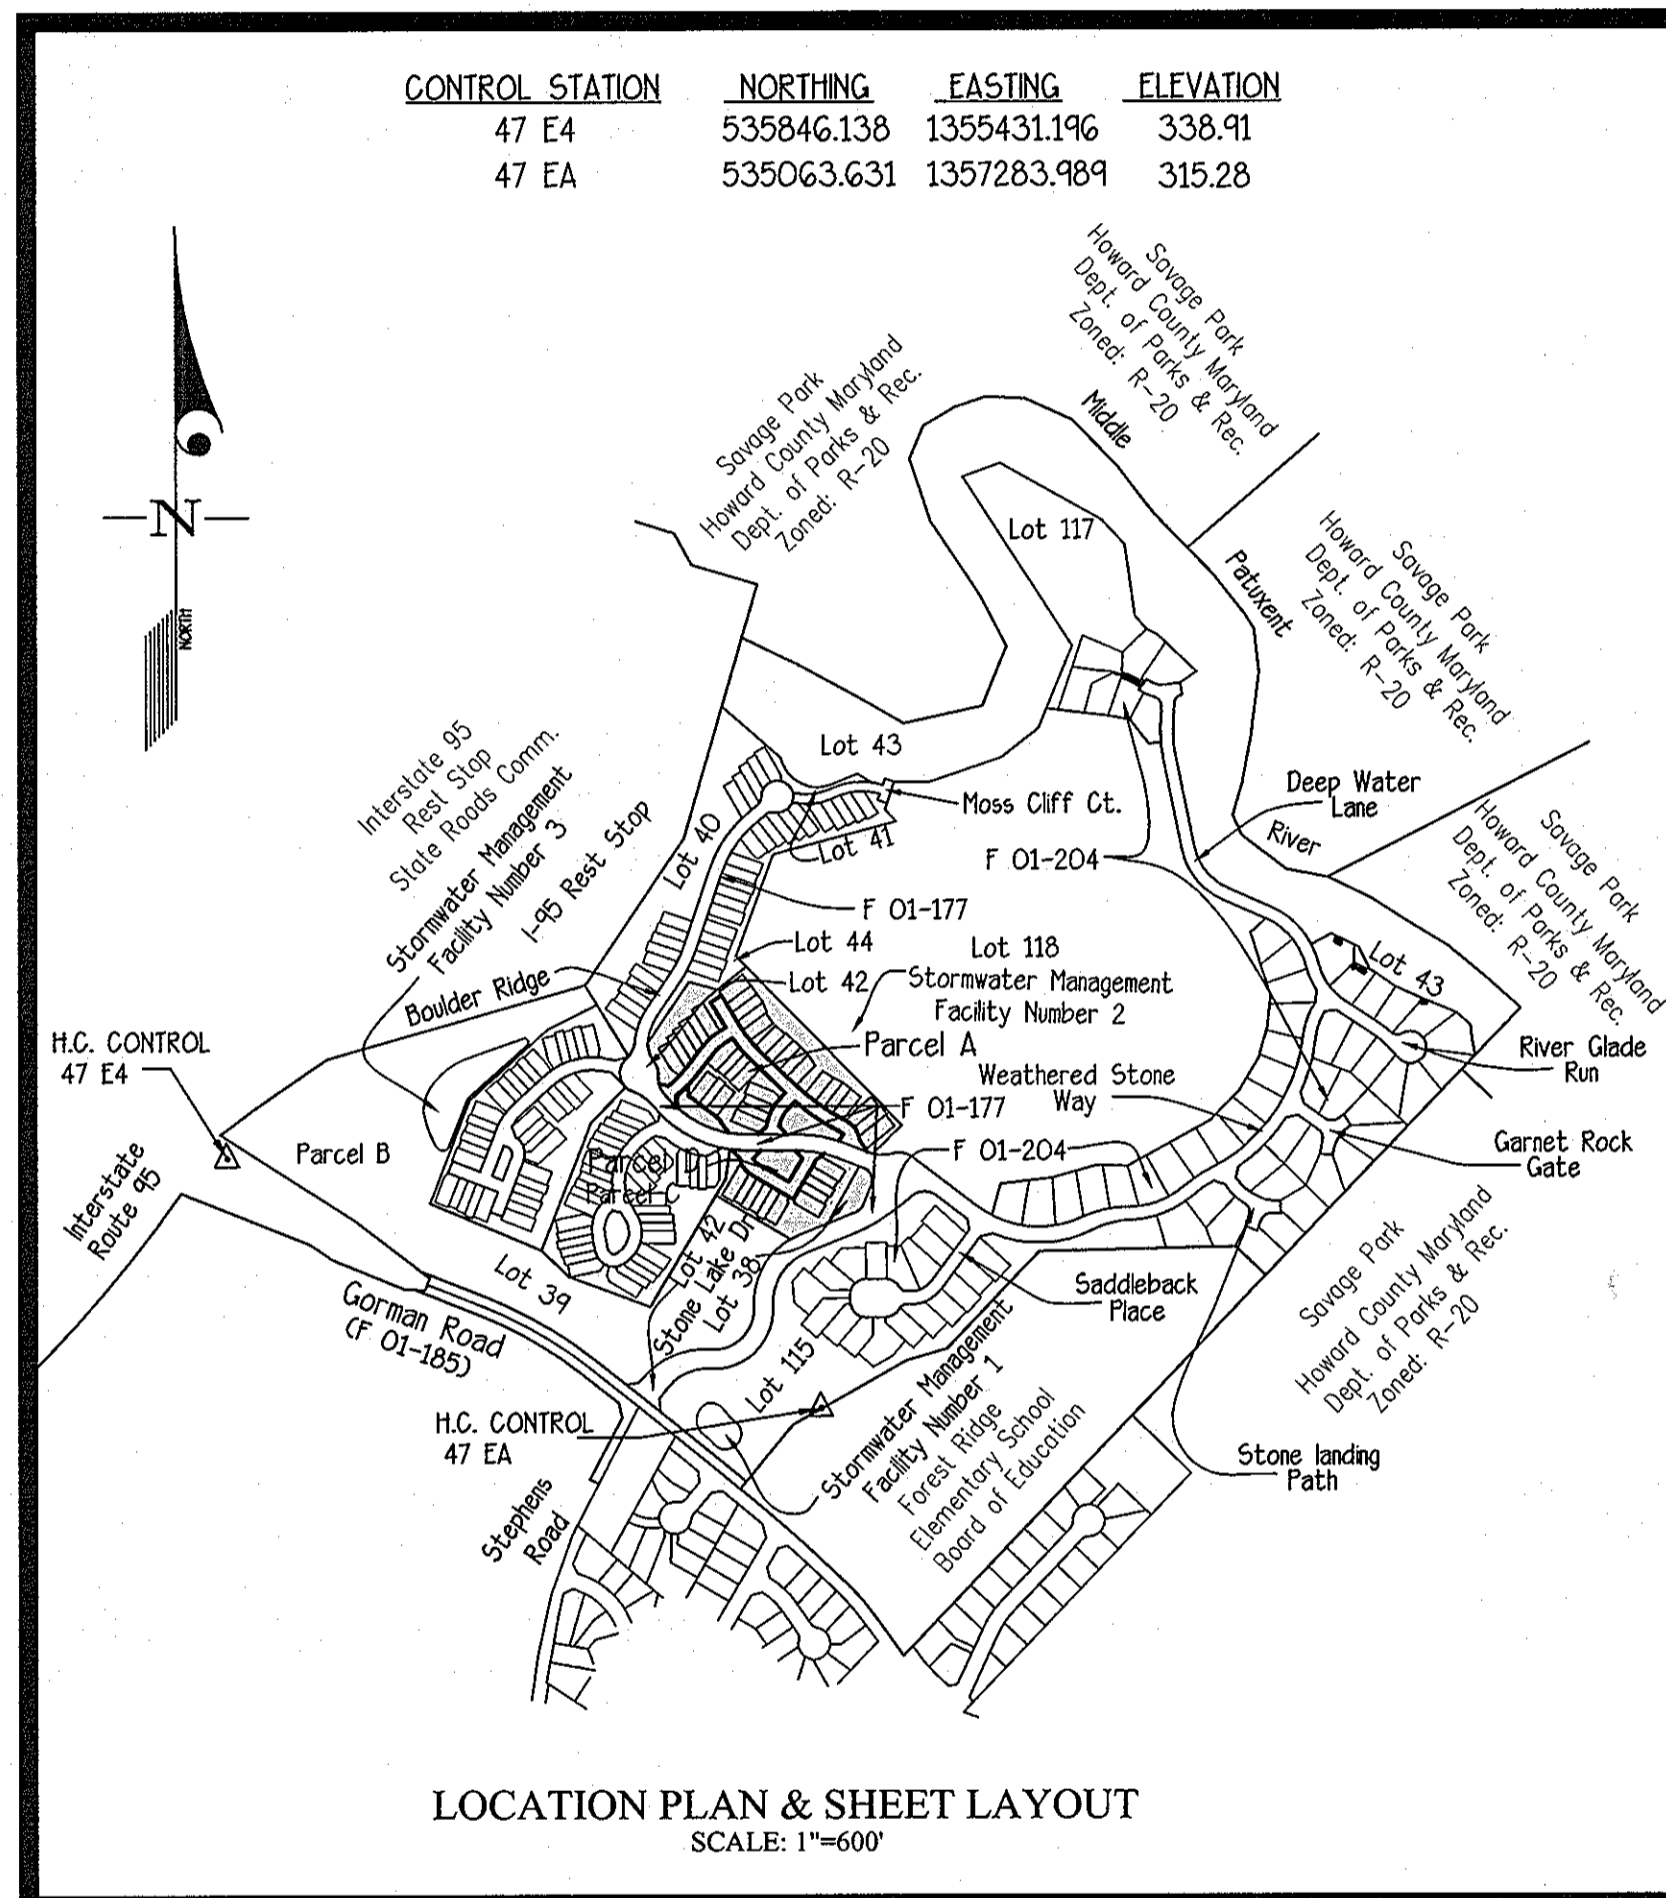 CONTROL STATION NORTHING EASTING ELEVATION
47 E4 535846.138 1355431.196 338.91
47 EA 535063.631 1357283.989 315.28
N
NORTH
Savage Park
Howard County Maryland
Dept. of Parks & Rec.
Zoned: R-20
Savage Park
Howard County Maryland
Dept. of Parks & Rec.
Zoned: R-20
Middle
Patuxent
River
Savage Park
Howard County Maryland
Dept. of Parks & Rec.
Zoned: R-20
Lot 117
Interstate 95
Rest Stop
State Roads Comm.
Stormwater Management
Facility Number 3
I-95 Rest Stop
Lot 43
Lot 40
Moss Cliff Ct.
Lot 41
Deep Water
Lane
F 01-204
Savage Park
Howard County Maryland
Dept. of Parks & Rec.
Zoned: R-20
F 01-177
Lot 44
Lot 118
Lot 42
Stormwater Management
Facility Number 2
Lot 43
Boulder Ridge
Parcel A
River Glade
Run
H.C. CONTROL
47 E4
Weathered Stone
Way
F 01-177
F 01-204
Garnet Rock
Gate
Parcel B
Parcel D
Parcel C
Interstate
Route 95
Lot 42
Stone Lake Dr
Lot 38
Lot 39
Gorman Road
(F 01-185)
Saddleback
Place
Savage Park
Howard County Maryland
Dept. of Parks & Rec.
Zoned: R-20
Lot 115
H.C. CONTROL
47 EA
Stormwater Management
Facility Number 1
Forest Ridge
Elementary School
Board of Education
Stone landing
Path
Stephens
Road
LOCATION PLAN & SHEET LAYOUT
SCALE: 1"=600'